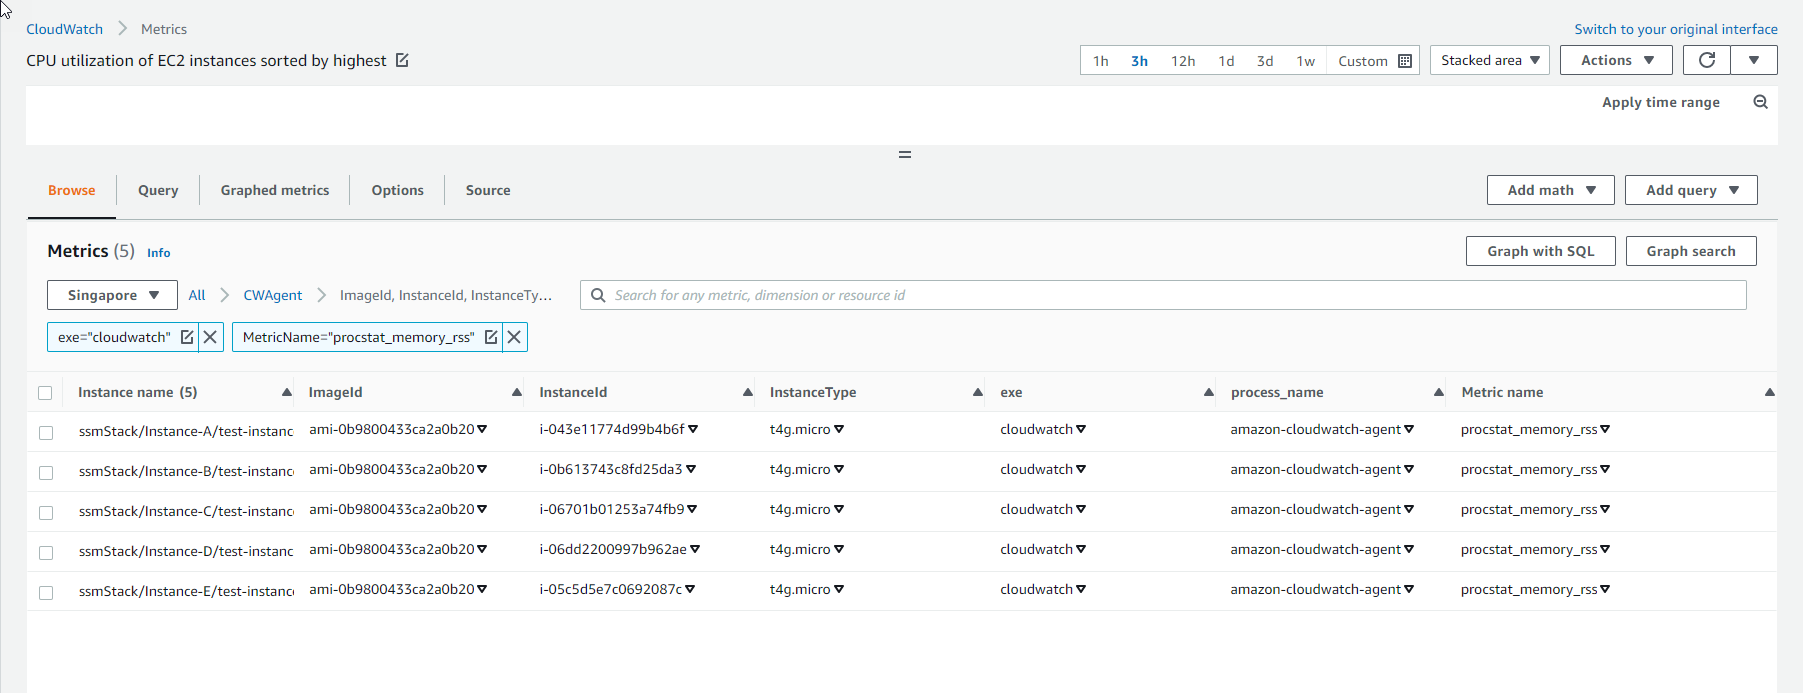 CloudWatch > Metrics
Switch to your original interface
CPU utilization of EC2 instances sorted by highest
1h 3h 12h 1d 3d 1w Custom Stacked area Actions
Apply time range
Browse Query Graphed metrics Options Source Add math Add query
Metrics (5) Info Graph with SQL Graph search
Singapore All > CWAgent > ImageId, InstanceId, InstanceTy... Search for any metric, dimension or resource id
exe="cloudwatch" MetricName="procstat_memory_rss"
Instance name (5) ImageId InstanceId InstanceType exe process_name Metric name
ssmStack/Instance-A/test-instanc ami-0b9800433ca2a0b20 i-043e11774d99b4b6f t4g.micro cloudwatch amazon-cloudwatch-agent procstat_memory_rss
ssmStack/Instance-B/test-instanc ami-0b9800433ca2a0b20 i-0b613743c8fd25da3 t4g.micro cloudwatch amazon-cloudwatch-agent procstat_memory_rss
ssmStack/Instance-C/test-instanc ami-0b9800433ca2a0b20 i-06701b01253a74fb9 t4g.micro cloudwatch amazon-cloudwatch-agent procstat_memory_rss
ssmStack/Instance-D/test-instanc ami-0b9800433ca2a0b20 i-06dd2200997b962ae t4g.micro cloudwatch amazon-cloudwatch-agent procstat_memory_rss
ssmStack/Instance-E/test-instanc ami-0b9800433ca2a0b20 i-05c5d5e7c0692087c t4g.micro cloudwatch amazon-cloudwatch-agent procstat_memory_rss